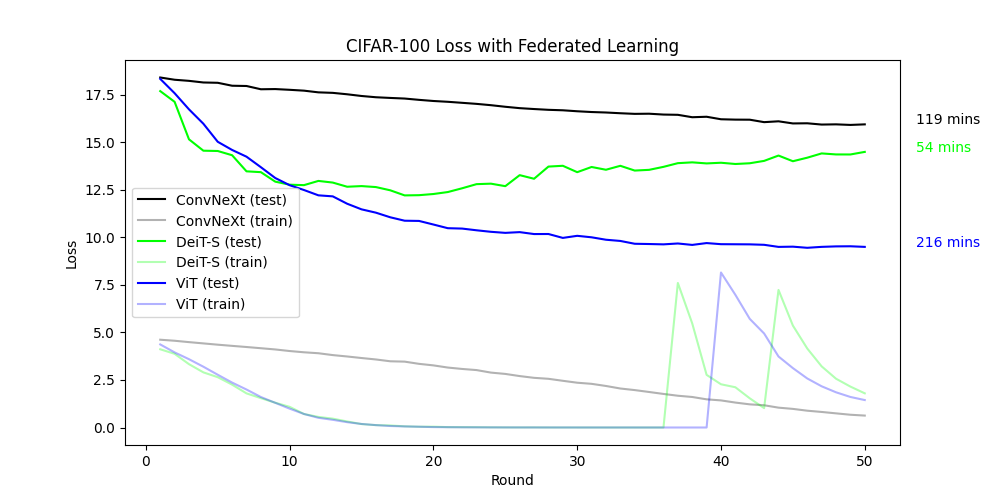 CIFAR-100 Loss with Federated Learning
Loss
17.5
15.0
12.5
10.0
7.5
5.0
2.5
0.0
ConvNeXt (test)
ConvNeXt (train)
DeiT-S (test)
DeiT-S (train)
ViT (test)
ViT (train)
119 mins
54 mins
216 mins
0
10
20
30
40
50
Round